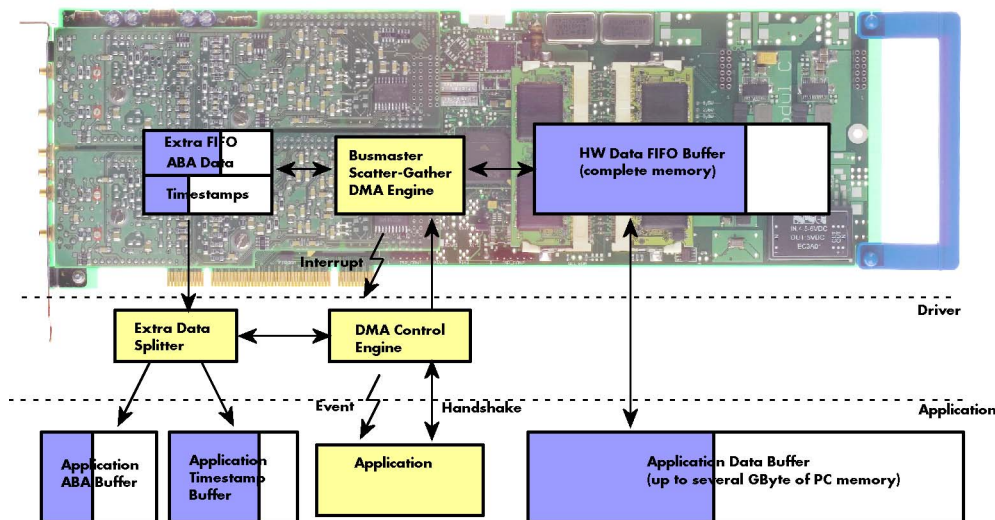 Extra FIFO
ABA Data
Timestamps
Busmaster
Scatter-Gather
DMA Engine
HW Data FIFO Buffer
(complete memory)
Interrupt
Driver
Extra Data
Splitter
DMA Control
Engine
Event
Handshake
Application
Application
ABA Buffer
Application
Timestamp
Buffer
Application
Application Data Buffer
(up to several GByte of PC memory)